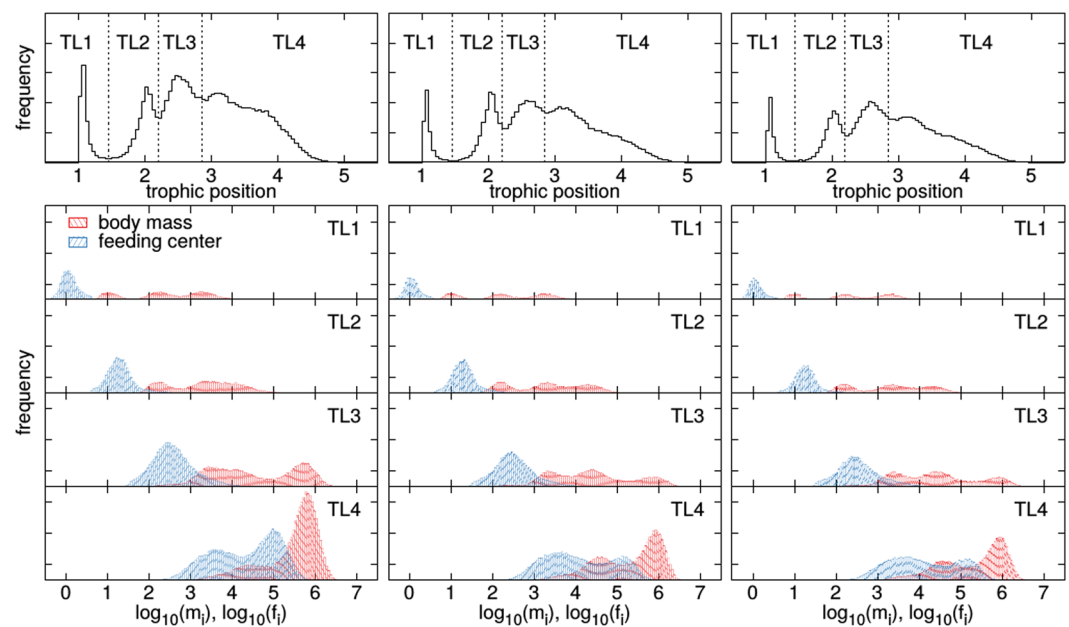 TL1 TL2 TL3 TL4
TL1 TL2 TL3 TL4
TL1 TL2 TL3 TL4
frequency
1 2 3 4 5
1 2 3 4 5
1 2 3 4 5
trophic position
trophic position
trophic position
body mass
feeding center
TL1
TL1
TL1
TL2
TL2
TL2
frequency
TL3
TL3
TL3
TL4
TL4
TL4
0 1 2 3 4 5 6 7
0 1 2 3 4 5 6 7
0 1 2 3 4 5 6 7
log10(mi), log10(fi)
log10(mi), log10(fi)
log10(mi), log10(fi)